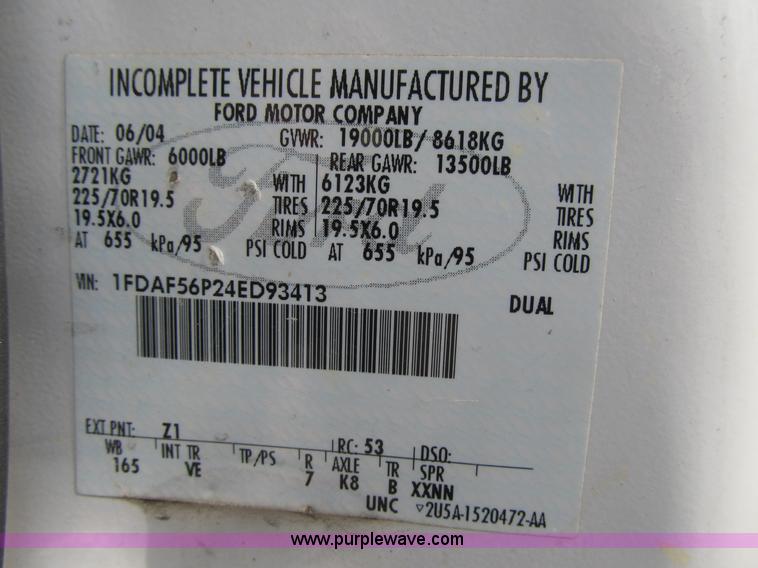 INCOMPLETE VEHICLE MANUFACTURED BY
FORD MOTOR COMPANY
DATE: 06/04 GVWR: 19000LB/ 8618KG
FRONT GAWR: 6000LB REAR GAWR: 13500LB
2721KG WITH 6123KG WITH
225/70R19.5 TIRES 225/70R19.5 TIRES
19.5X6.0 RIMS 19.5X6.0 RIMS
AT 655 kPa/95 PSI COLD AT 655 kPa/95 PSI COLD
VIN: 1FDAF56P24ED93413 DUAL
EXT PNT: Z1 RC: 53 DSO:
WB INT TR TP/PS R AXLE TR SPR
165 VE 7 K8 B XXNN
UNC ▽2U5A-1520472-AA
www.purplewave.com